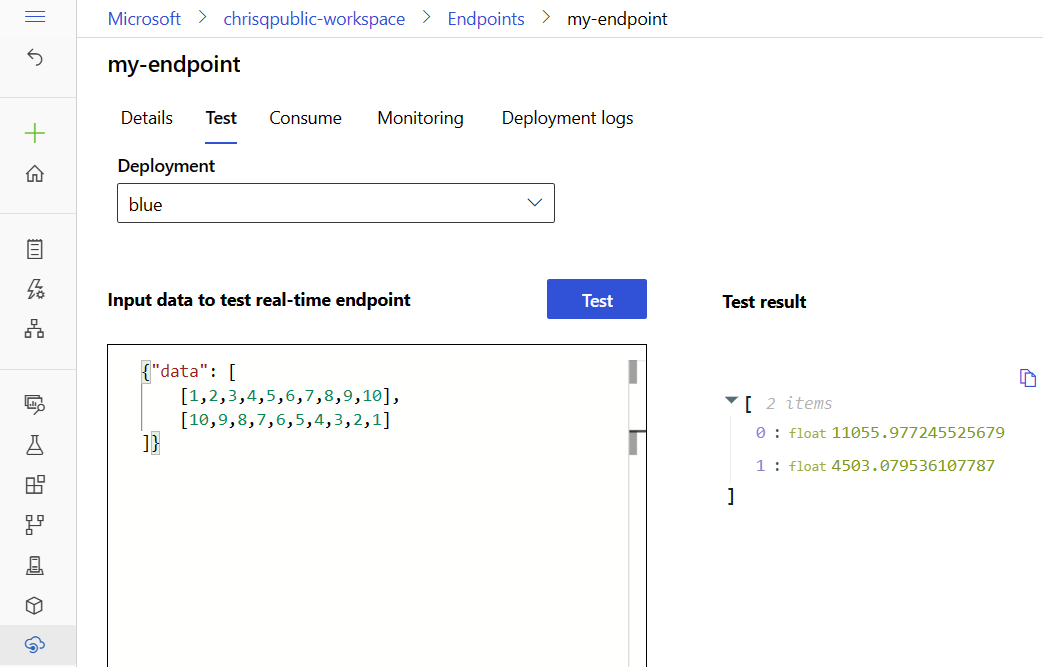 Microsoft > chrisqpublic-workspace > Endpoints > my-endpoint
my-endpoint
Details Test Consume Monitoring Deployment logs
Deployment
blue
Input data to test real-time endpoint
Test
Test result
{"data": [
[1,2,3,4,5,6,7,8,9,10],
[10,9,8,7,6,5,4,3,2,1]
]}
[ 2 items
0 : float 11055.977245525679
1 : float 4503.079536107787
]